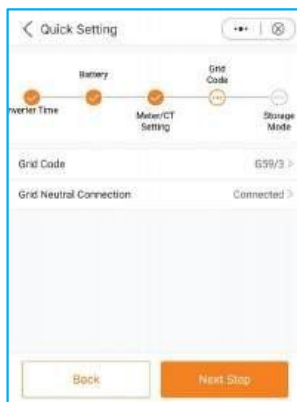 Quick Setting
Battery
Grid
Code
nverter Time
Meter/CT
Setting
Storage
Mode
Grid Code
G59/3
Grid Neutral Connection
Connected
Back
Next Step